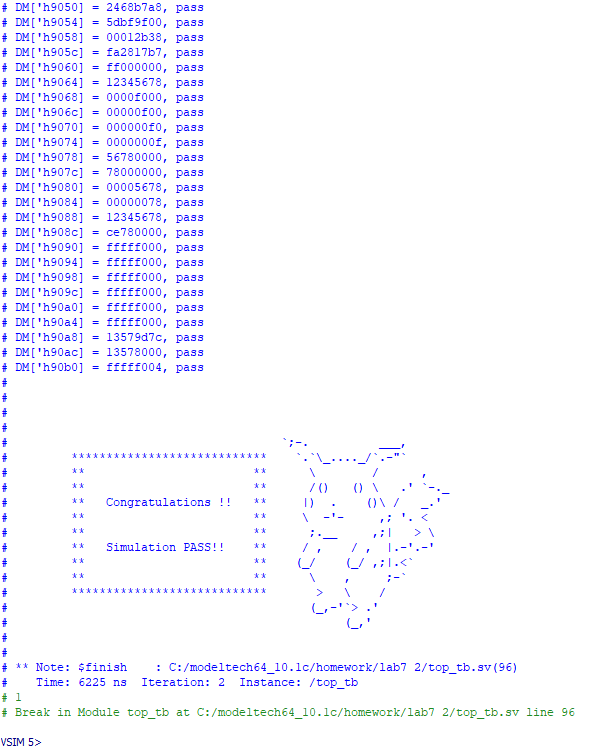 # DM['h9050] = 2468b7a8, pass
# DM['h9054] = 5dbf9f00, pass
# DM['h9058] = 00012b38, pass
# DM['h905c] = fa2817b7, pass
# DM['h9060] = ff000000, pass
# DM['h9064] = 12345678, pass
# DM['h9068] = 0000f000, pass
# DM['h906c] = 00000f00, pass
# DM['h9070] = 000000f0, pass
# DM['h9074] = 0000000f, pass
# DM['h9078] = 56780000, pass
# DM['h907c] = 78000000, pass
# DM['h9080] = 00005678, pass
# DM['h9084] = 00000078, pass
# DM['h9088] = 12345678, pass
# DM['h908c] = ce780000, pass
# DM['h9090] = fffff000, pass
# DM['h9094] = fffff000, pass
# DM['h9098] = fffff000, pass
# DM['h909c] = fffff000, pass
# DM['h90a0] = fffff000, pass
# DM['h90a4] = fffff000, pass
# DM['h90a8] = 13579d7c, pass
# DM['h90ac] = 13578000, pass
# DM['h90b0] = fffff004, pass
#
#
#
#
#                                       `;-.          ___,
#         ****************************    `.`\_...._/`.-"`
#         **                        **      \        /      ,
#         **                        **      /()   () \    .' `-._
#         **   Congratulations !!   **     |)  .    ()\  /   _.'
#         **                        **     \  -'-     ,; '. <
#         **                        **      ;.__     ,;|   > \
#         **   Simulation PASS!!    **     / ,    / ,  |.-'.-'
#         **                        **    (_/    (_/ ,;|.<`
#         **                        **      \    ,     ;-`
#         ****************************       >   \    /
#                                           (_,-'`> .'
#                                                (_,'
#
#
# ** Note: $finish    : C:/modeltech64_10.1c/homework/lab7 2/top_tb.sv(96)
#    Time: 6225 ns  Iteration: 2  Instance: /top_tb
# 1
# Break in Module top_tb at C:/modeltech64_10.1c/homework/lab7 2/top_tb.sv line 96
VSIM 5>